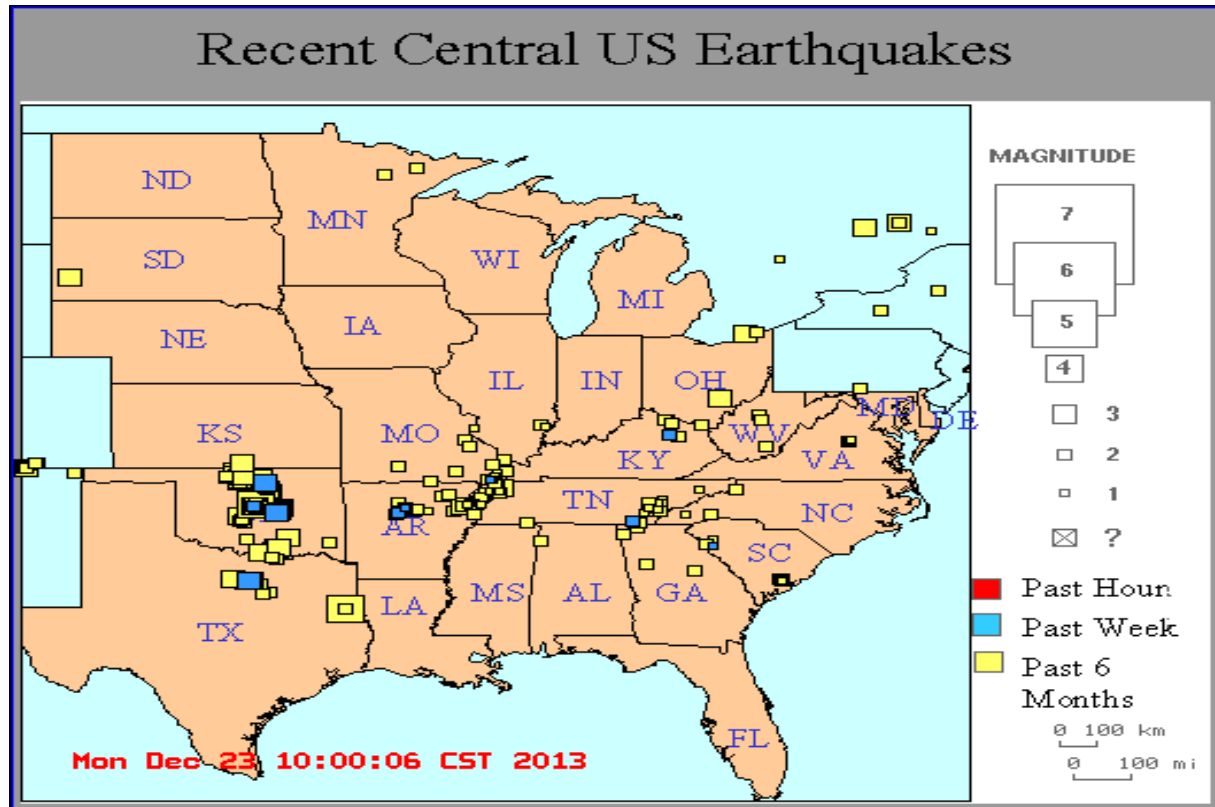 Recent Central US Earthquakes
MAGNITUDE
7
6
5
4
3
2
1
?
ND
MN
SD
WI
MI
NE
IA
IL
IN
OH
MD
DE
KS
MO
WV
KY
VA
TN
NC
AR
SC
MS
AL
GA
LA
TX
FL
Past Hour
Past Week
Past 6
Months
0 100 km
0 100 mi
Mon Dec 23 10:00:06 CST 2013